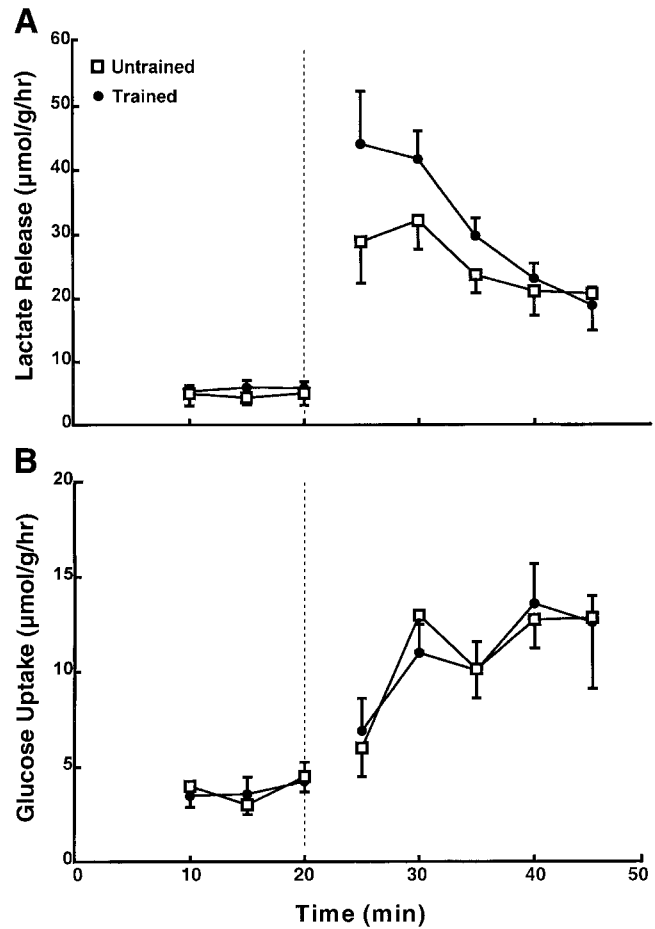 A
60
50
40
30
20
10
0
Lactate Release (µmol/g/hr)
Untrained
Trained
B
20
15
10
5
0
Glucose Uptake (µmol/g/hr)
0 10 20 30 40 50
Time (min)